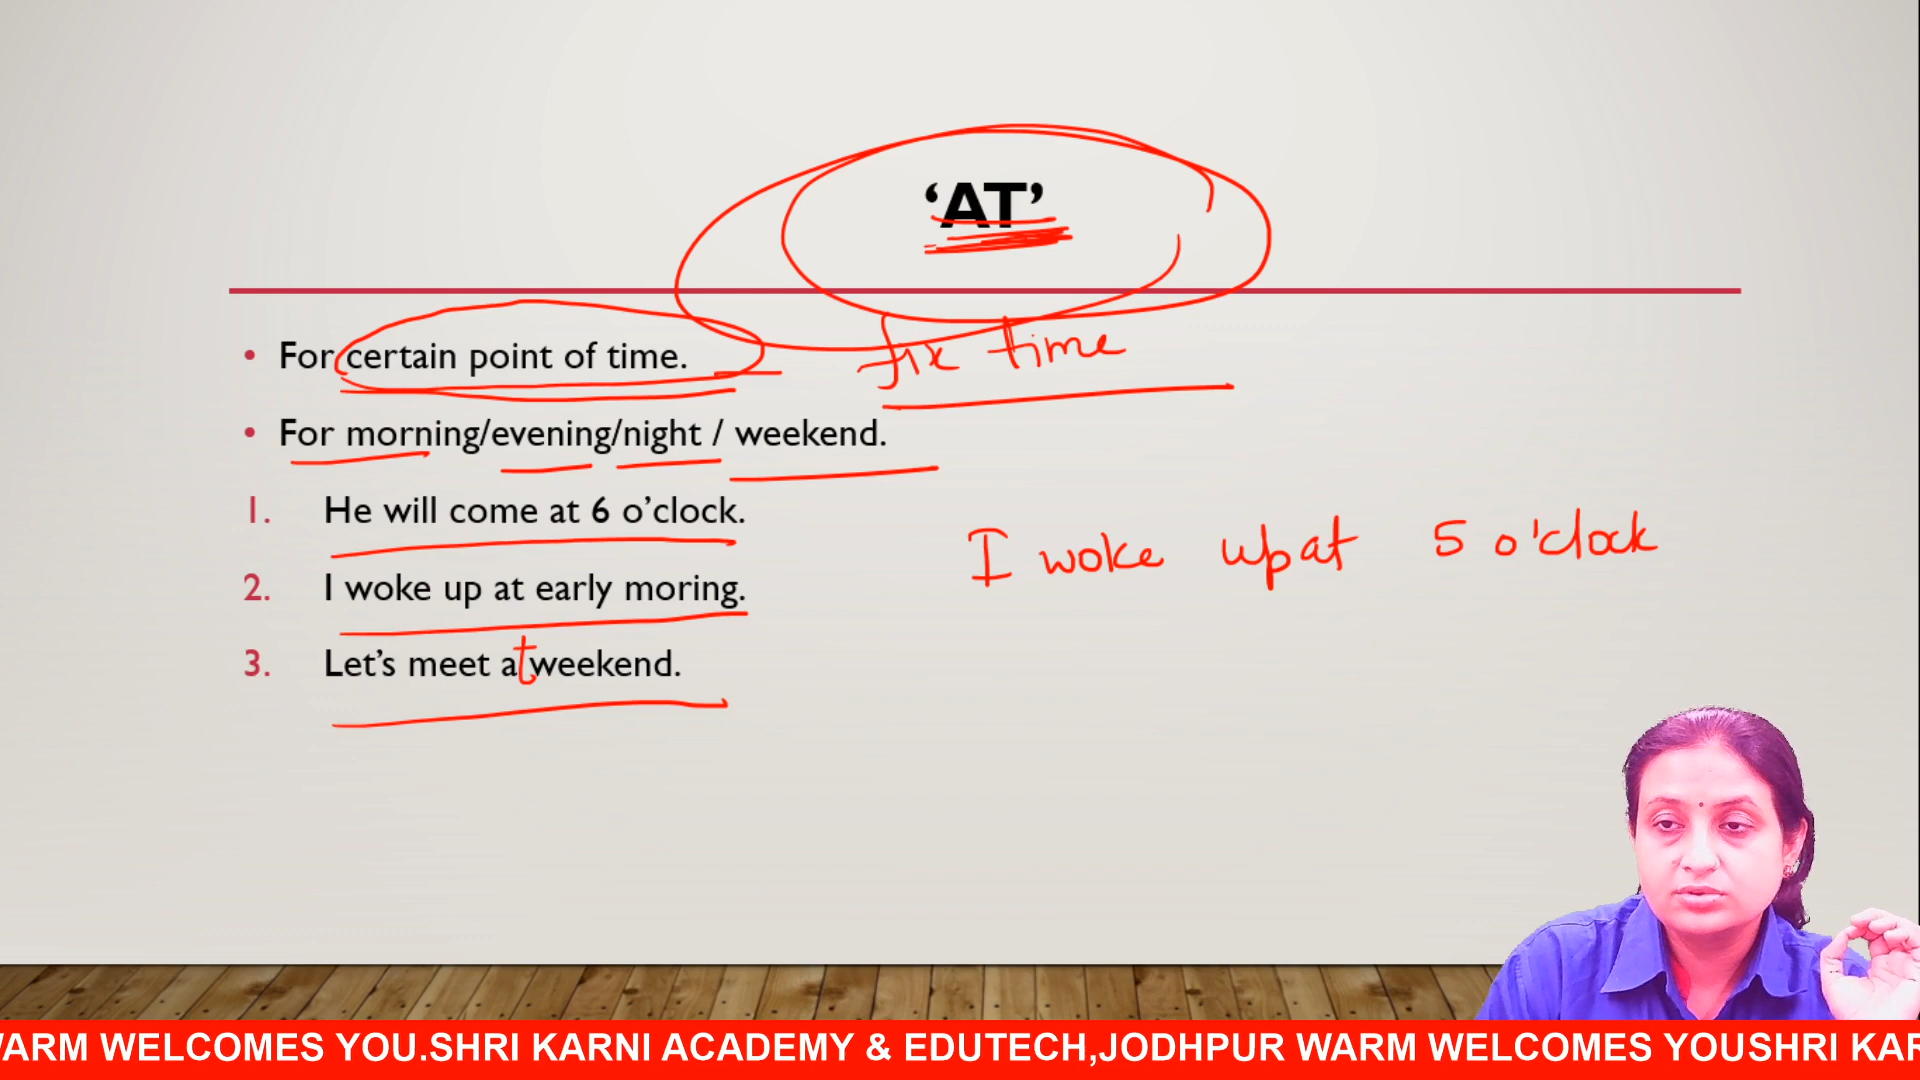 ‘AT’
• For certain point of time.
fix time
• For morning/evening/night / weekend.
1. He will come at 6 o’clock.
I woke up at 5 o'clock
2. I woke up at early moring.
3. Let’s meet at weekend.
WARM WELCOMES YOU.SHRI KARNI ACADEMY & EDUTECH,JODHPUR WARM WELCOMES YOUSHRI KAR